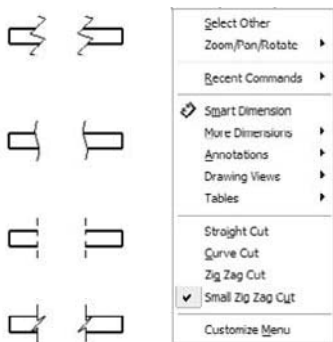 Select Other
Zoom/Pan/Rotate
Recent Commands
Smart Dimension
More Dimensions
Annotations
Drawing Views
Tables
Straight Cut
Curve Cut
Zig Zag Cut
Small Zig Zag Cut
Customize Menu